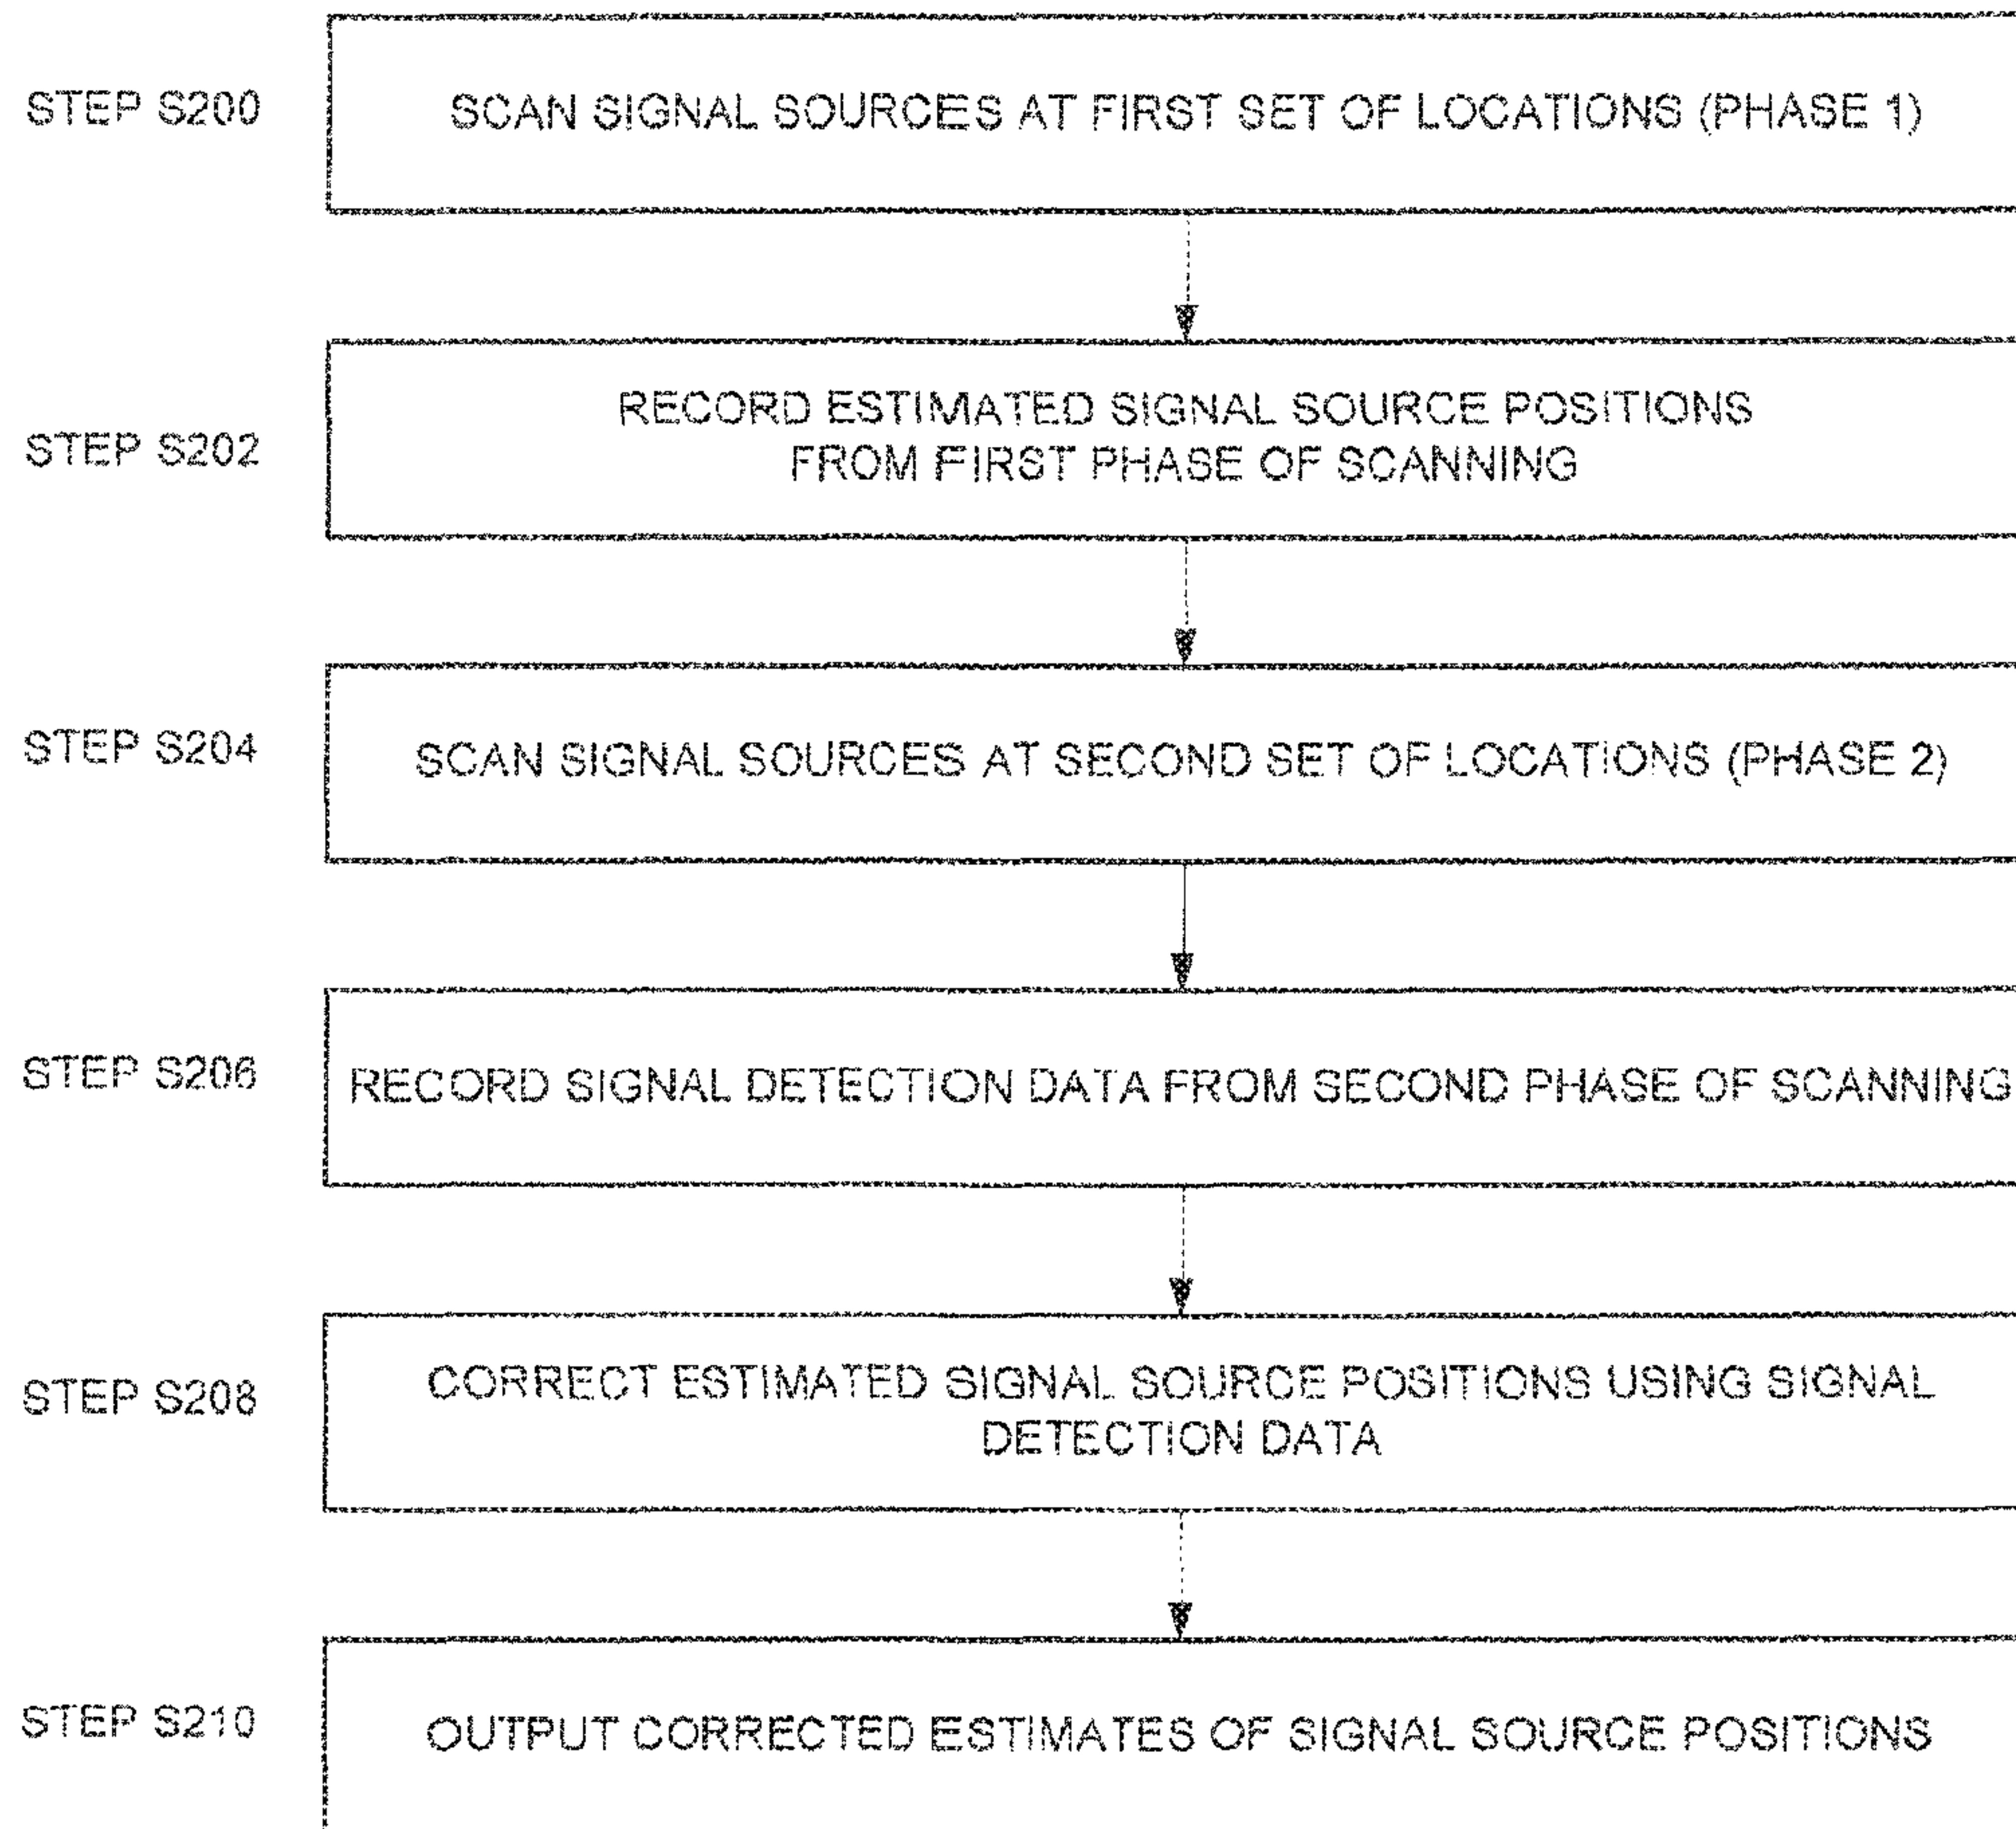 STEP S200
SCAN SIGNAL SOURCES AT FIRST SET OF LOCATIONS (PHASE 1)
STEP S202
RECORD ESTIMATED SIGNAL SOURCE POSITIONS
FROM FIRST PHASE OF SCANNING
STEP S204
SCAN SIGNAL SOURCES AT SECOND SET OF LOCATIONS (PHASE 2)
STEP S206
RECORD SIGNAL DETECTION DATA FROM SECOND PHASE OF SCANNING
STEP S208
CORRECT ESTIMATED SIGNAL SOURCE POSITIONS USING SIGNAL
DETECTION DATA
STEP S210
OUTPUT CORRECTED ESTIMATES OF SIGNAL SOURCE POSITIONS